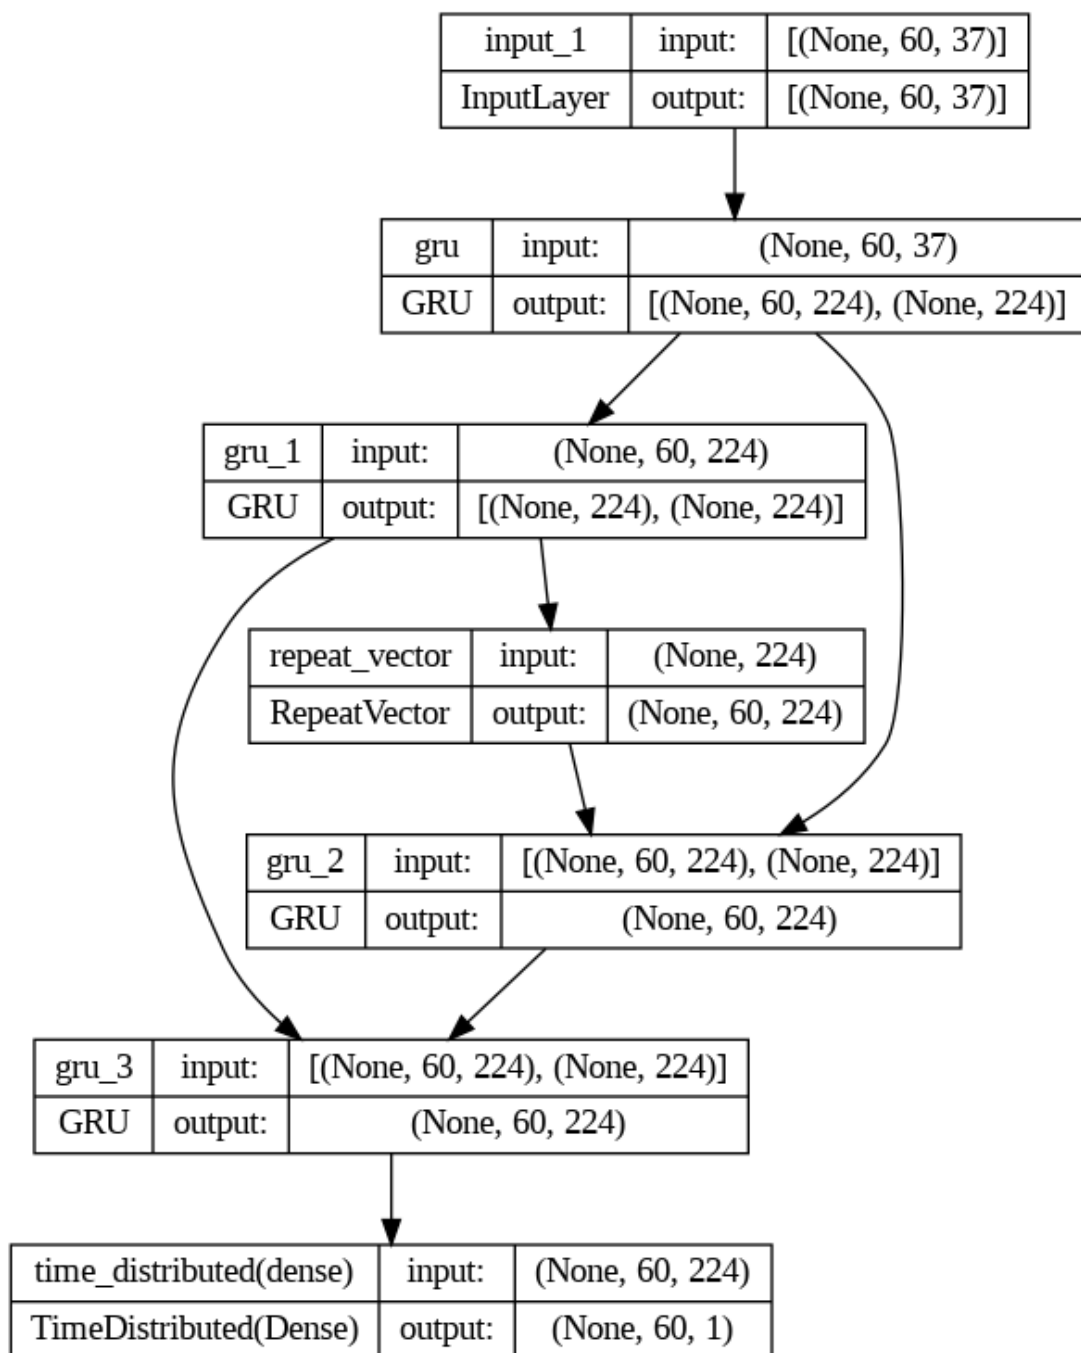 input_1 input: [(None, 60, 37)]
InputLayer output: [(None, 60, 37)]
gru input: (None, 60, 37)
GRU output: [(None, 60, 224), (None, 224)]
gru_1 input: (None, 60, 224)
GRU output: [(None, 224), (None, 224)]
repeat_vector input: (None, 224)
RepeatVector output: (None, 60, 224)
gru_2 input: [(None, 60, 224), (None, 224)]
GRU output: (None, 60, 224)
gru_3 input: [(None, 60, 224), (None, 224)]
GRU output: (None, 60, 224)
time_distributed(dense) input: (None, 60, 224)
TimeDistributed(Dense) output: (None, 60, 1)